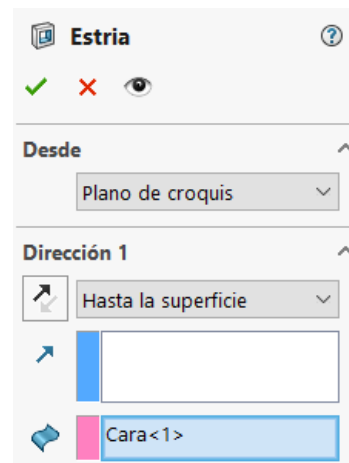 Estria
Desde
Plano de croquis
Dirección 1
Hasta la superficie
Cara<1>